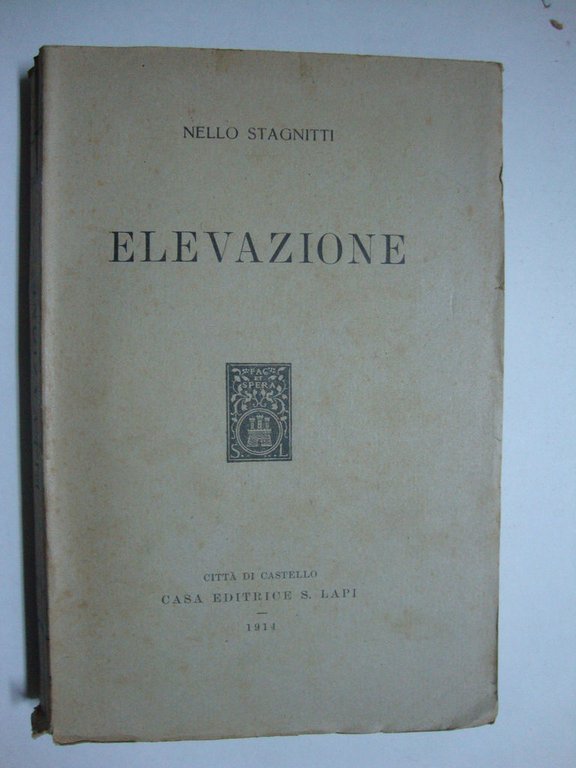 NELLO STAGNITTI
ELEVAZIONE
FAC
ET
SPERA
S. L
CITTÀ DI CASTELLO
CASA EDITRICE S. LAPI
—
1914